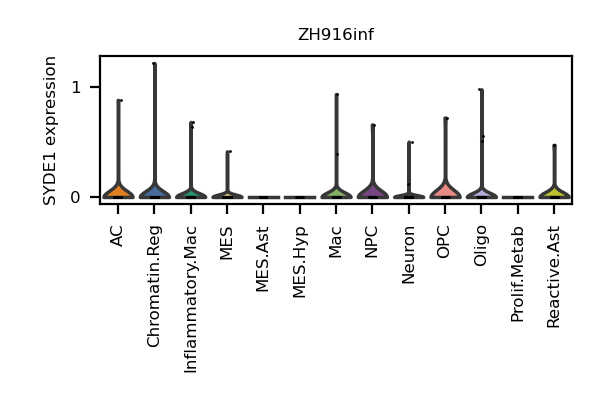 ZH916inf
SYDE1 expression
1
0
AC
Chromatin.Reg
Inflammatory.Mac
MES
MES.Ast
MES.Hyp
Mac
NPC
Neuron
OPC
Oligo
Prolif.Metab
Reactive.Ast